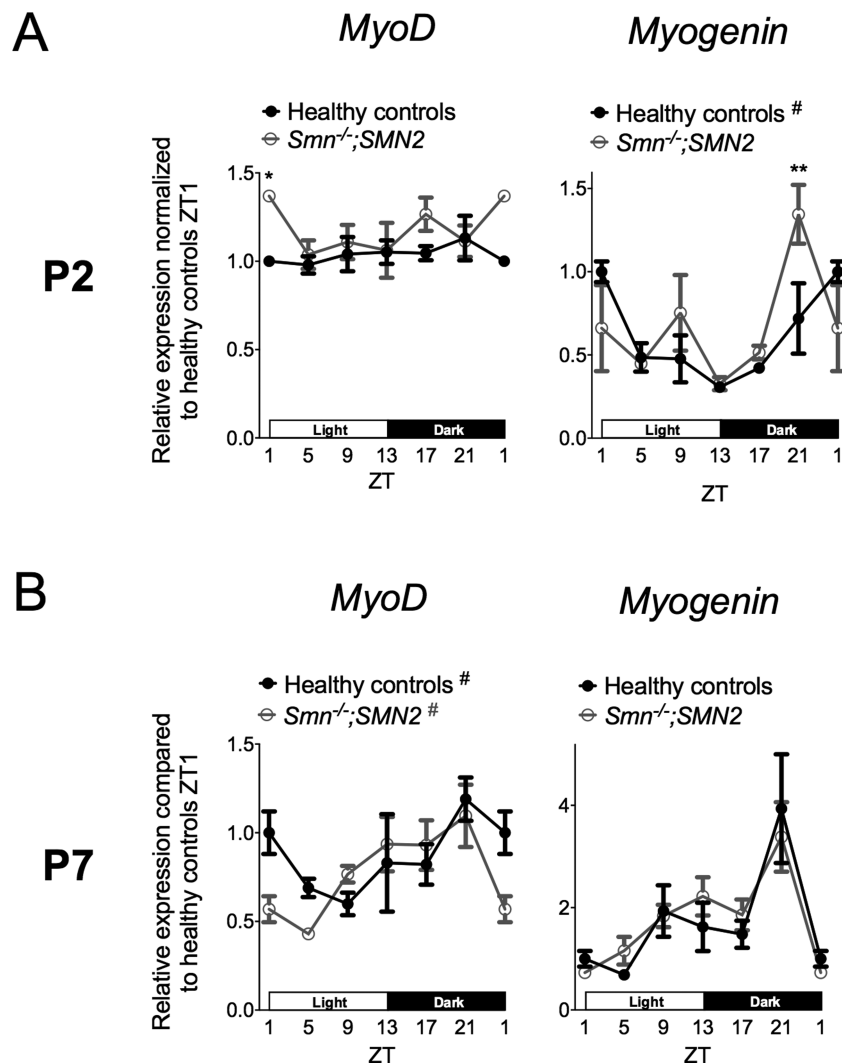 A
MyoD
Myogenin
Healthy controls
Smn-/-;SMN2
Healthy controls #
Smn-/-;SMN2
P2
Relative expression normalized
to healthy controls ZT1
1.5
1.0
0.5
0.0
*
Light
Dark
1 5 9 13 17 21 1
ZT
1.5
1.0
0.5
0.0
**
Light
Dark
1 5 9 13 17 21 1
ZT
B
MyoD
Myogenin
Healthy controls #
Smn-/-;SMN2 #
Healthy controls
Smn-/-;SMN2
P7
Relative expression compared
to healthy controls ZT1
1.5
1.0
0.5
0.0
Light
Dark
1 5 9 13 17 21 1
ZT
4
2
0
Light
Dark
1 5 9 13 17 21 1
ZT